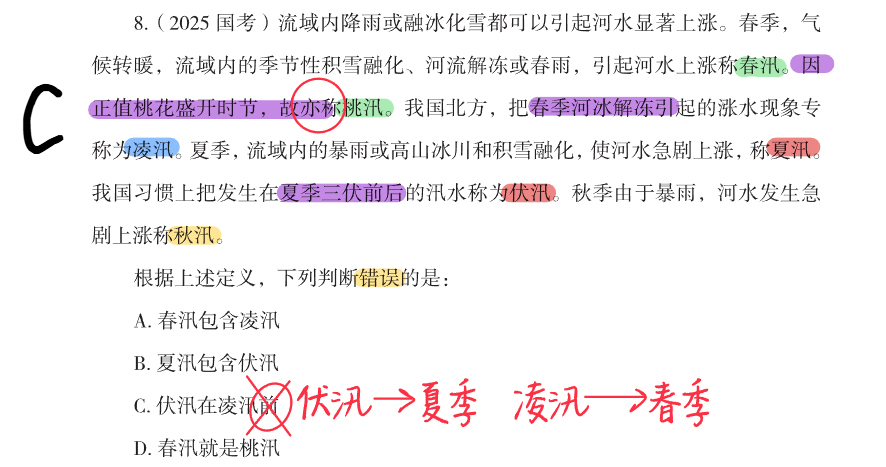 8.（2025 国考）流域内降雨或融冰化雪都可以引起河水显著上涨。春季，气
候转暖，流域内的季节性积雪融化、河流解冻或春雨，引起河水上涨称春汛。因
正值桃花盛开时节，故亦称桃汛。我国北方，把春季河冰解冻引起的涨水现象专
C
称为凌汛。夏季，流域内的暴雨或高山冰川和积雪融化，使河水急剧上涨，称夏汛。
我国习惯上把发生在夏季三伏前后的汛水称为伏汛。秋季由于暴雨，河水发生急
剧上涨称秋汛。
根据上述定义，下列判断错误的是：
A. 春汛包含凌汛
B. 夏汛包含伏汛
C. 伏汛在凌汛前 伏汛→夏季 凌汛→春季
D. 春汛就是桃汛